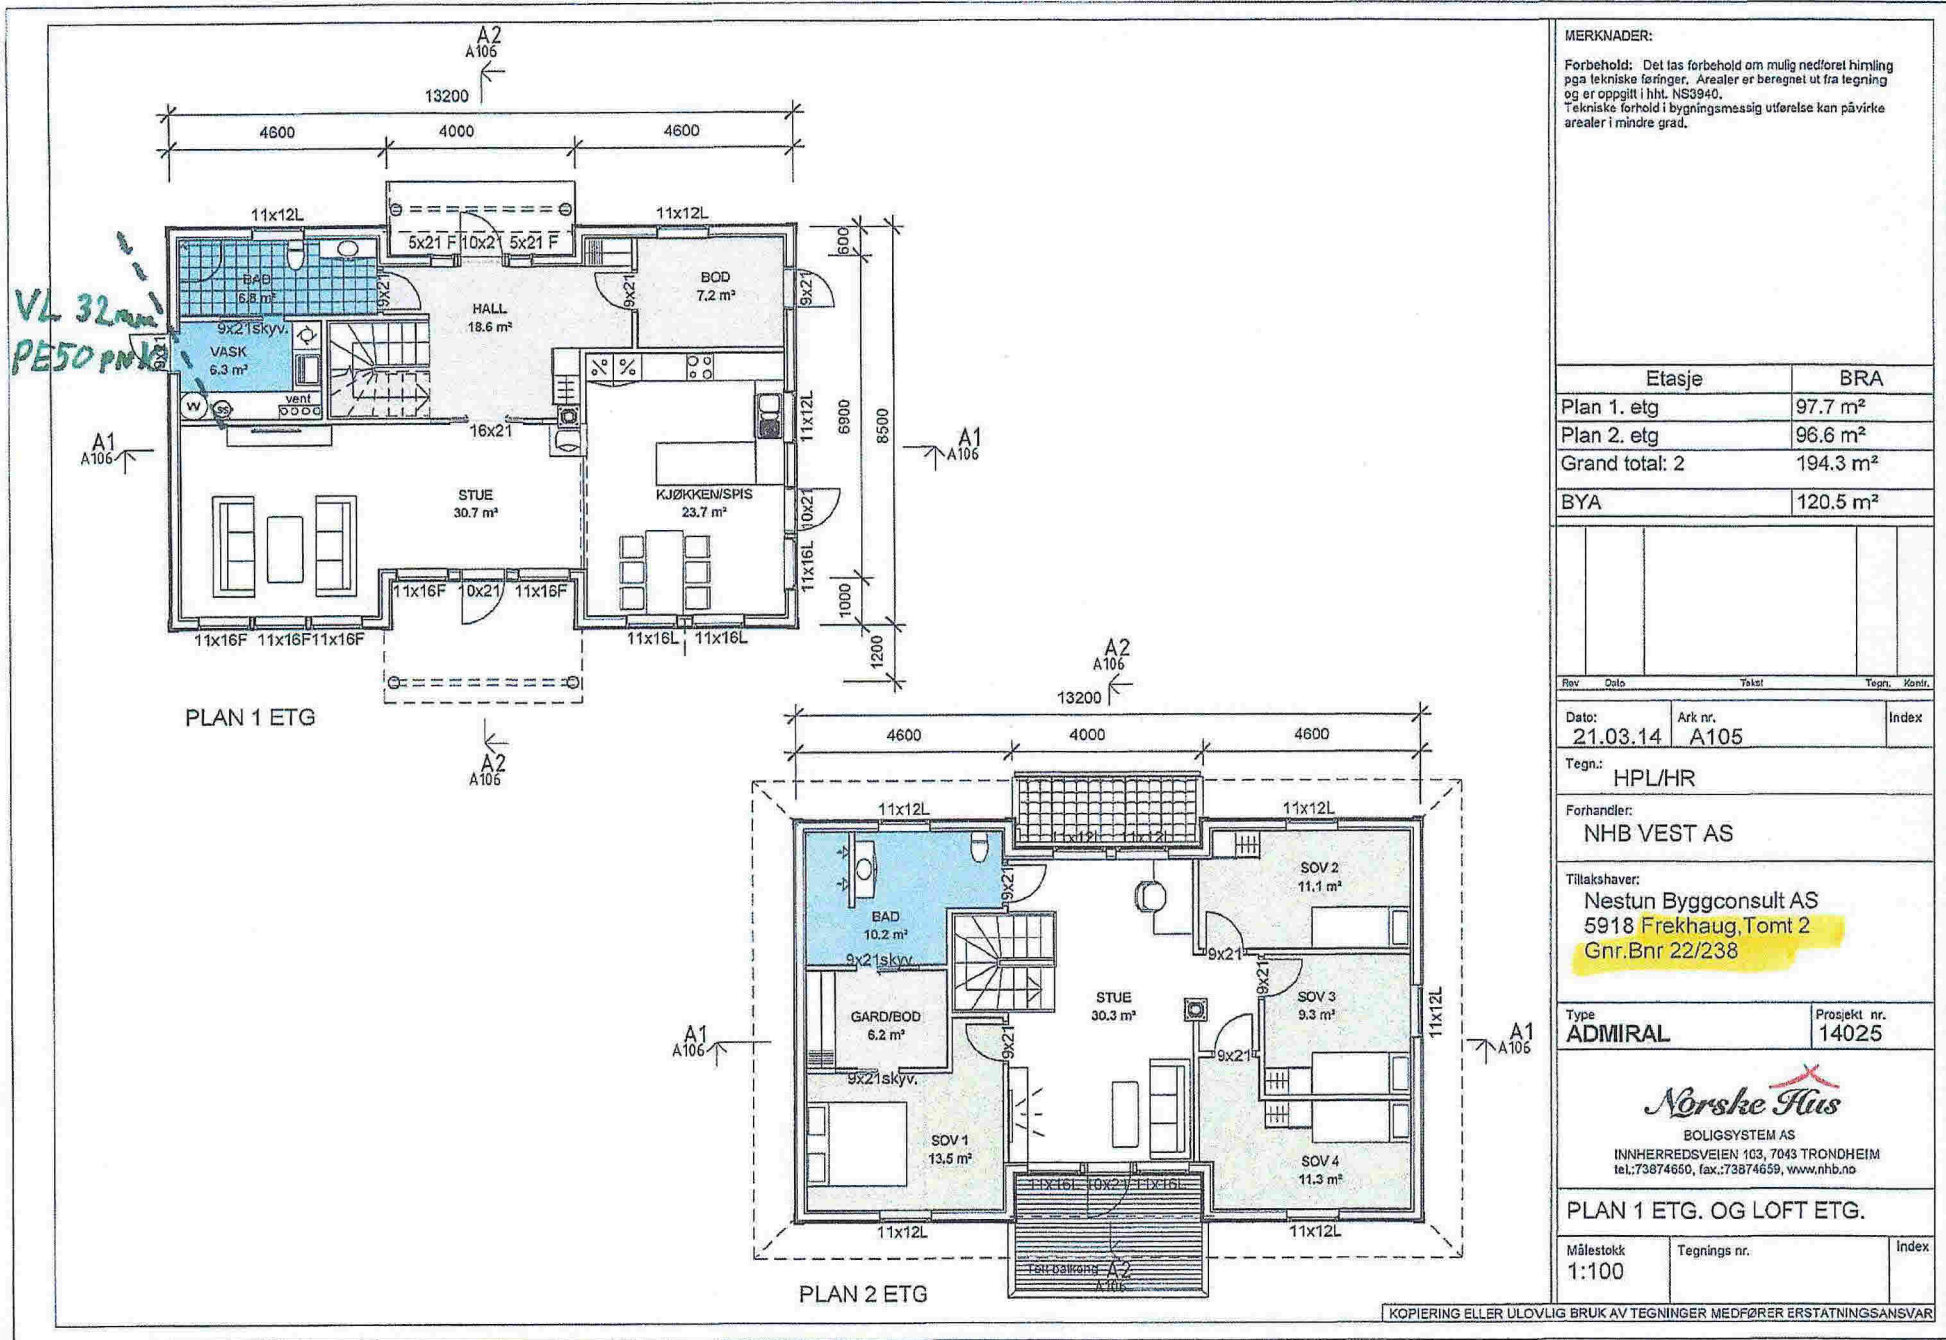 A2
A106
13200
4600
4000
4600
11x12L
11x12L
5x21 F
10x21
5x21 F
600
BAD
6.8 m²
9x21
HALL
18.6 m²
9x21
BOD
7.2 m²
9x21
VL 32mm
PE50
9x21skyv.
VASK
6.3 m²
9x21
W
SS
vent
16x21
11x12L
6900
8500
A1
A106
A1
A106
STUE
30.7 m²
KJØKKEN/SPIS
23.7 m²
10x21
11x16L
11x16F
10x21
11x16F
1000
11x16F
11x16F
11x16F
11x16L
11x16L
1200
PLAN 1 ETG
A2
A106
A2
A106
13200
4600
4000
4600
11x12L
11x12L
11x12L
11x12L
BAD
10.2 m²
9x21
SOV 2
11.1 m²
9x21
9x21skyv.
9x21
GARD/BOD
6.2 m²
STUE
30.3 m²
SOV 3
9.3 m²
11x12L
A1
A106
A1
A106
9x21
9x21
9x21skyv.
SOV 1
13.5 m²
SOV 4
11.3 m²
11x16L
10x21
11x16L
11x12L
11x12L
Tett balkong
A2
A106
PLAN 2 ETG
MERKNADER:
Forbehold: Det tas forbehold om mulig nedforet himling
pga tekniske føringer. Arealer er beregnet ut fra tegning
og er oppgitt i hht. NS3940.
Tekniske forhold i bygningsmessig utførelse kan påvirke
arealer i mindre grad.
Etasje BRA
Plan 1. etg 97.7 m²
Plan 2. etg 96.6 m²
Grand total: 2 194.3 m²
BYA 120.5 m²
Rev Dato Tekst Tegn. Kontr.
Dato: Ark nr. Index
21.03.14 A105
Tegn.:
HPL/HR
Forhandler:
NHB VEST AS
Tiltakshaver:
Nestun Byggconsult AS
5918 Frekhaug,Tomt 2
Gnr.Bnr 22/238
Type Prosjekt nr.
ADMIRAL 14025
Norske Hus
BOLIGSYSTEM AS
INNHERREDSVEIEN 103, 7043 TRONDHEIM
tel.:73874650, fax.:73874659, www.nhb.no
PLAN 1 ETG. OG LOFT ETG.
Målestokk Tegnings nr. Index
1:100
KOPIERING ELLER ULOVLIG BRUK AV TEGNINGER MEDFØRER ERSTATNINGSANSVAR